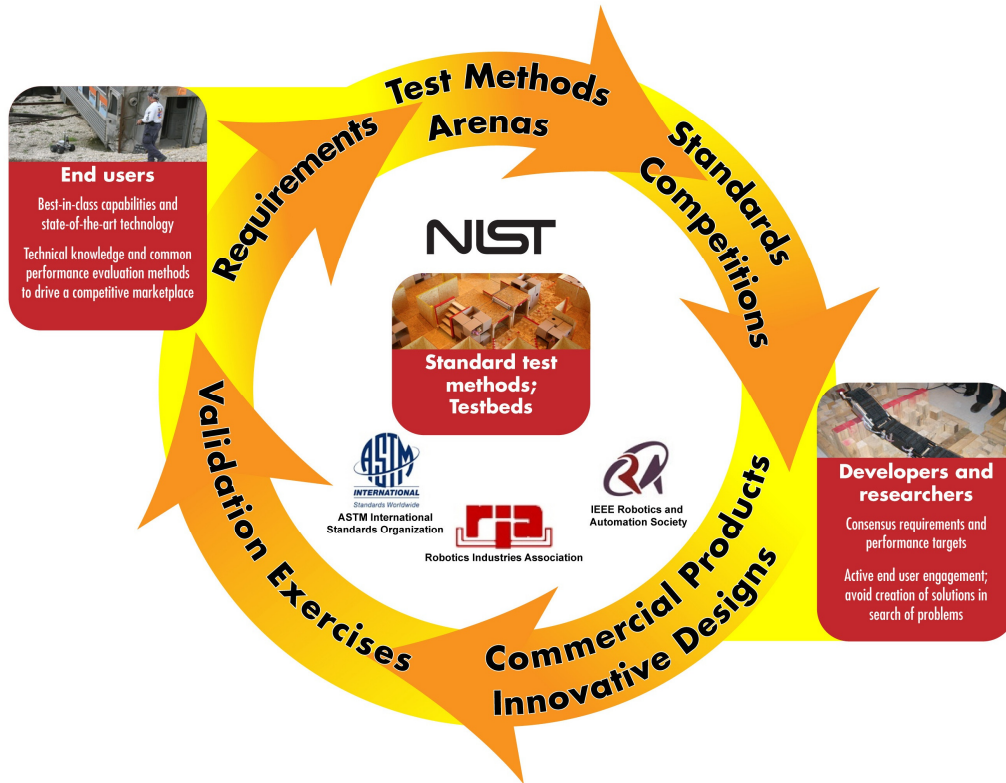 Test Methods
Arenas
Standards
Competitions
Requirements
End users
Best-in-class capabilities and
state-of-the-art technology
Technical knowledge and common
performance evaluation methods
to drive a competitive marketplace
NIST
Standard test
methods;
Testbeds
ASTM
INTERNATIONAL
Standards Worldwide
ASTM International
Standards Organization
ria
Robotics Industries Association
RA
IEEE Robotics and
Automation Society
Developers and
researchers
Consensus requirements and
performance targets
Active end user engagement;
avoid creation of solutions in
search of problems
Commercial Products
Innovative Designs
Validation Exercises